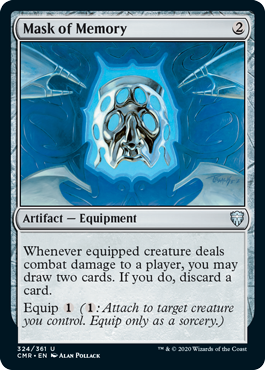 Mask of Memory 2
Artifact — Equipment
Whenever equipped creature deals
combat damage to a player, you may
draw two cards. If you do, discard a
card.
Equip 1 (1: Attach to target creature
you control. Equip only as a sorcery.)
324/361 U
CMR • EN Alan Pollack
™ & © 2020 Wizards of the Coast